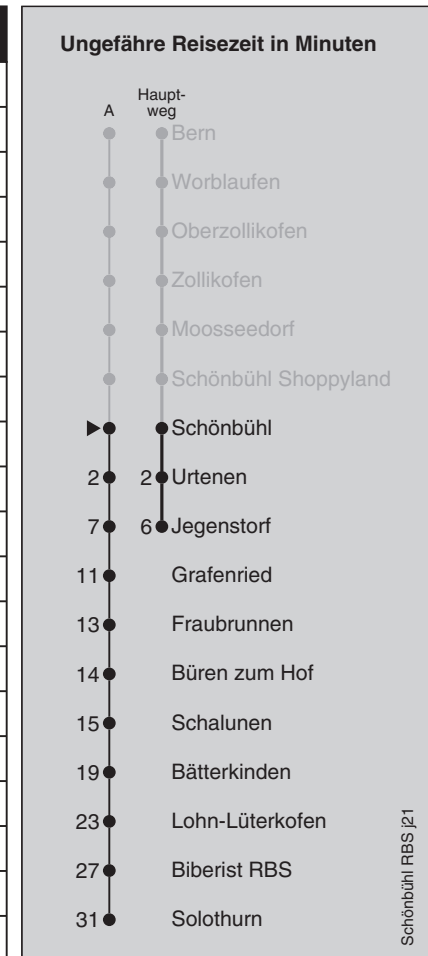 Ungefähre Reisezeit in Minuten
A Haupt-
weg
Bern
Worblaufen
Oberzollikofen
Zollikofen
Moosseedorf
Schönbühl Shoppyland
Schönbühl
2 2 Urtenen
7 6 Jegenstorf
11 Grafenried
13 Fraubrunnen
14 Büren zum Hof
15 Schalunen
19 Bätterkinden
23 Lohn-Lüterkofen
27 Biberist RBS
31 Solothurn
Schönbühl RBS j21